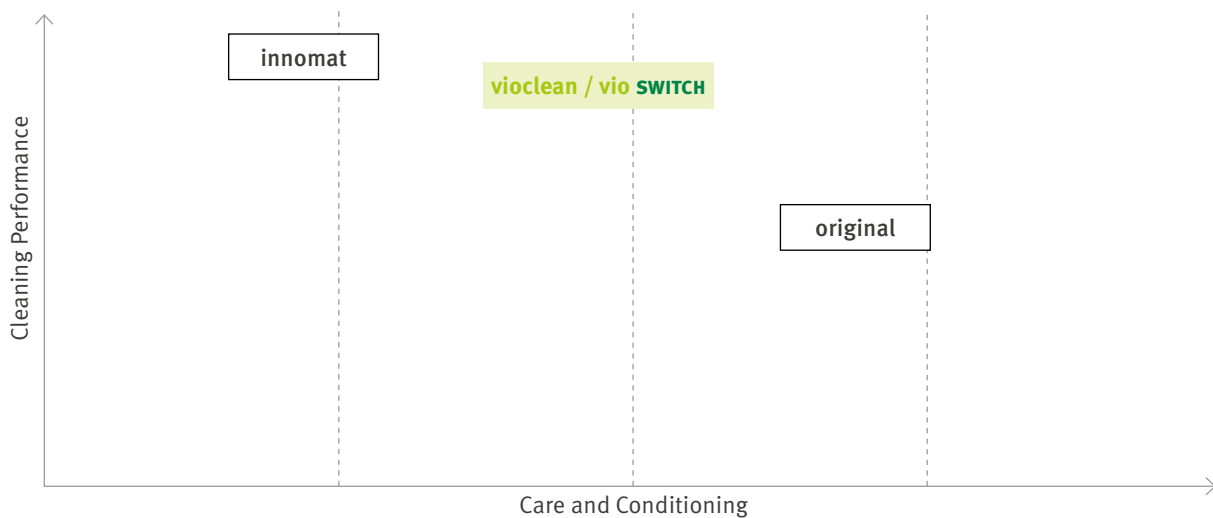 innomat
vioclean / vio SWITCH
original
Cleaning Performance
Care and Conditioning